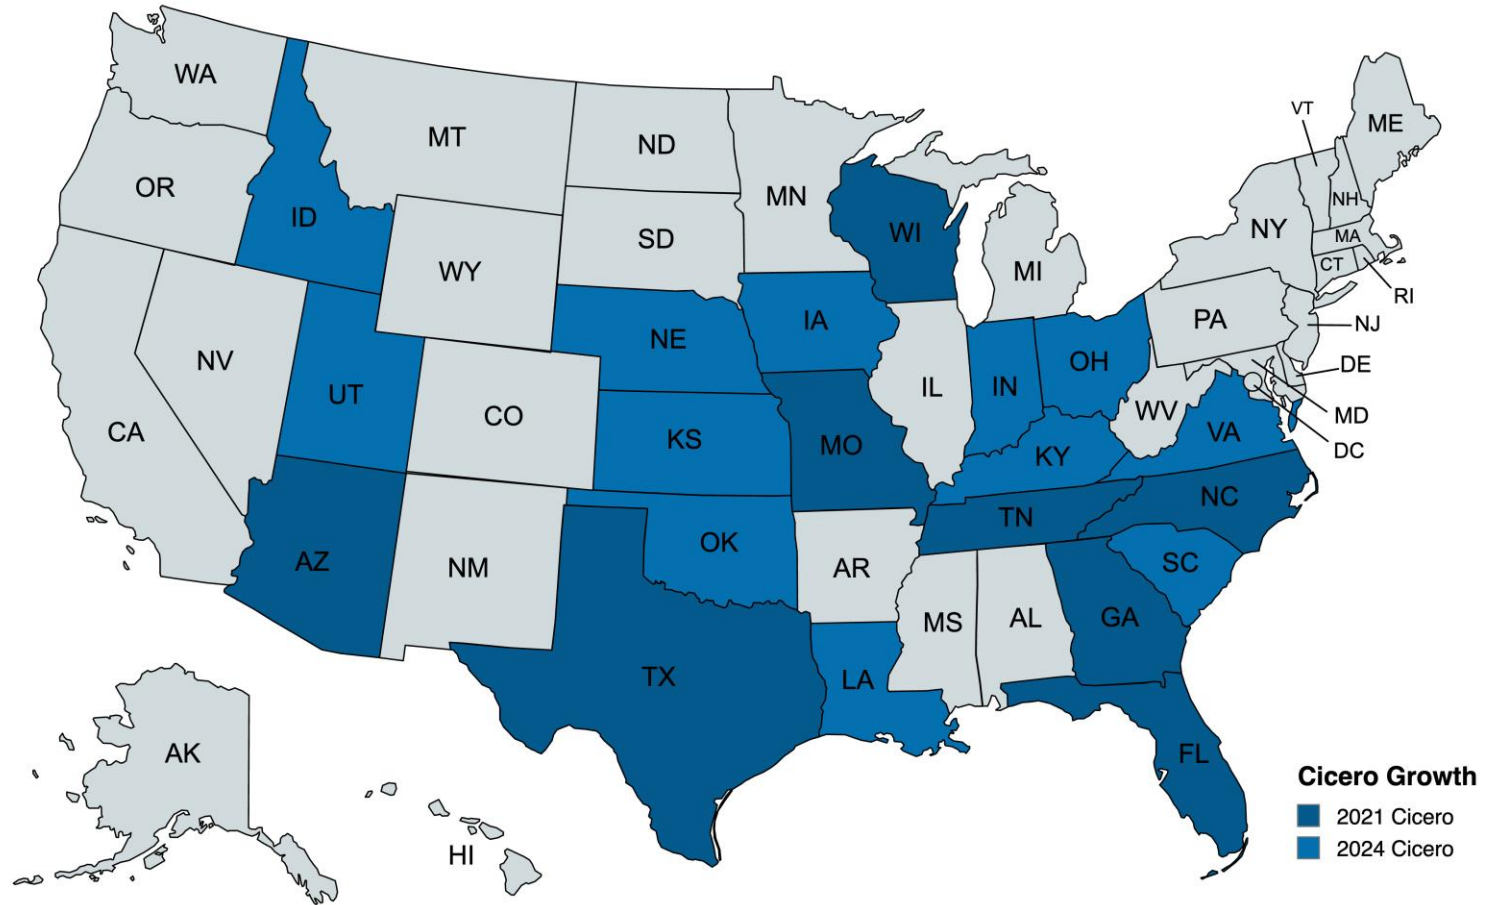 WA
MT
ND
MN
ME
VT
OR
ID
SD
WI
NH
NY
MA
WY
MI
CT
RI
IA
PA
NJ
NE
NV
OH
DE
UT
IL
IN
CO
WV
MD
CA
KS
MO
VA
DC
KY
NC
TN
OK
AZ
NM
AR
SC
MS
AL
GA
TX
LA
AK
FL
HI
Cicero Growth
2021 Cicero
2024 Cicero